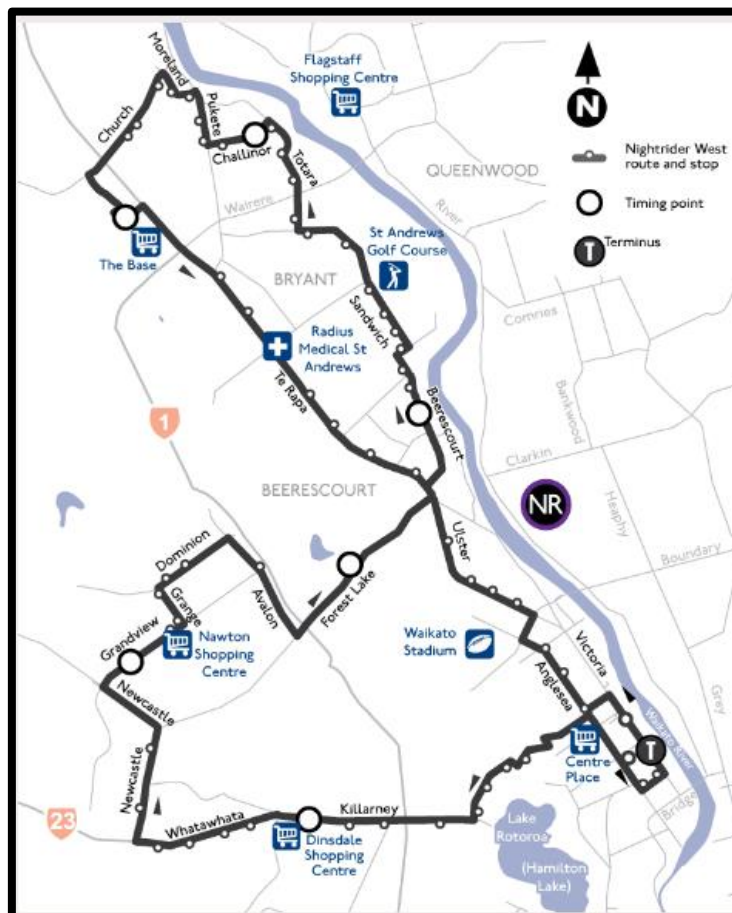 Moreland
Pukete
Church
Challinor
Totara
Flagstaff
Shopping Centre
N
Nightrider West
route and stop
Timing point
T
Terminus
QUEENWOOD
River
Wairere
The Base
St Andrews
Golf Course
BRYANT
Sandwich
Radius
Medical St
Andrews
Te Rapa
Comries
Bankwood
Beerescourt
1
Clarkin
BEERESCOURT
NR
Heaphy
Ulster
Boundary
Dominion
Grange
Avalon
Forest Lake
Grandview
Nawton
Shopping
Centre
Waikato
Stadium
Victoria
Anglesea
Grey
Newcastle
Newcastle
Waikato River
T
Centre
Place
Bridge
23
Whatawhata
Killarney
Dinsdale
Shopping
Centre
Lake
Rotoroa
(Hamilton
Lake)